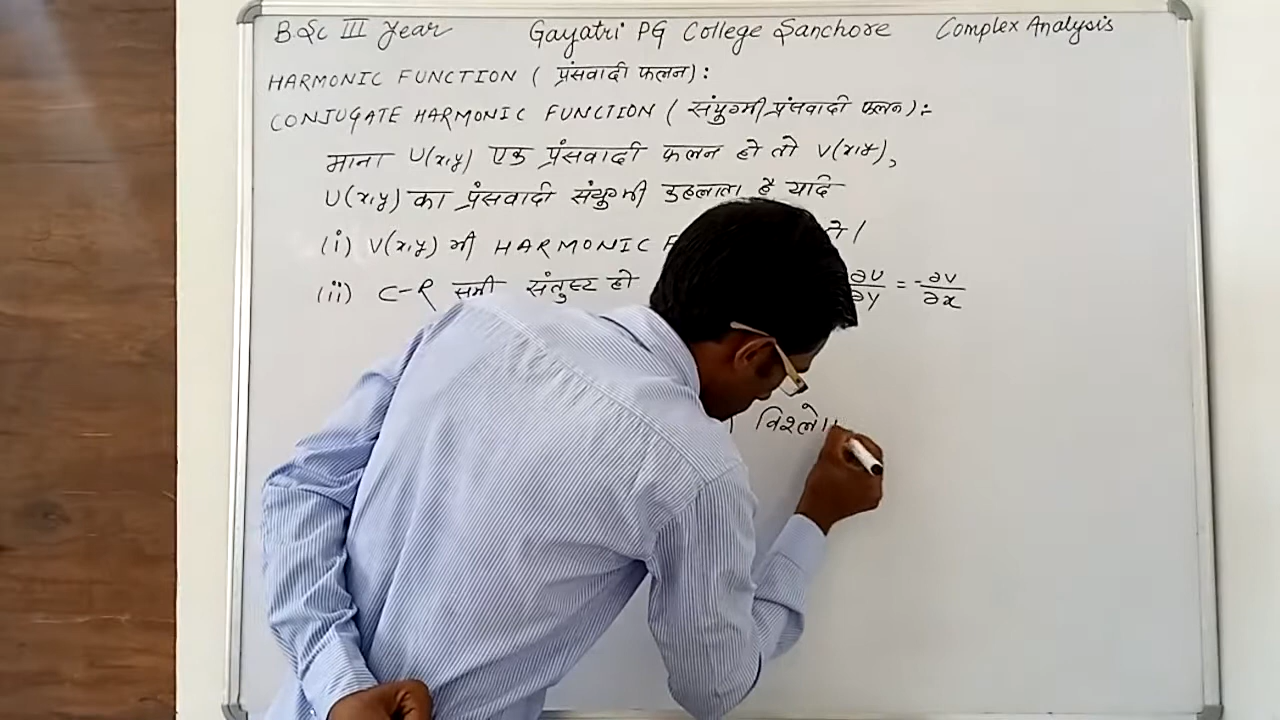 BSc III Year Gayatri PG College Sanchore Complex Analysis
HARMONIC FUNCTION ( प्रंसवादी फलन ) :
CONJUGATE HARMONIC FUNCTION ( संयुग्मी प्रंसवादी फलन ) :-
माना U(x,y) एक प्रंसवादी फलन हो तो V(x,y),
U(x,y) का प्रंसवादी संयुग्मी कहलाता है यदि
(i) V(x,y) भी HARMONIC F
(ii) C-R समी संतुष्ट हो ∂U/∂y = -∂V/∂x
विश्ले